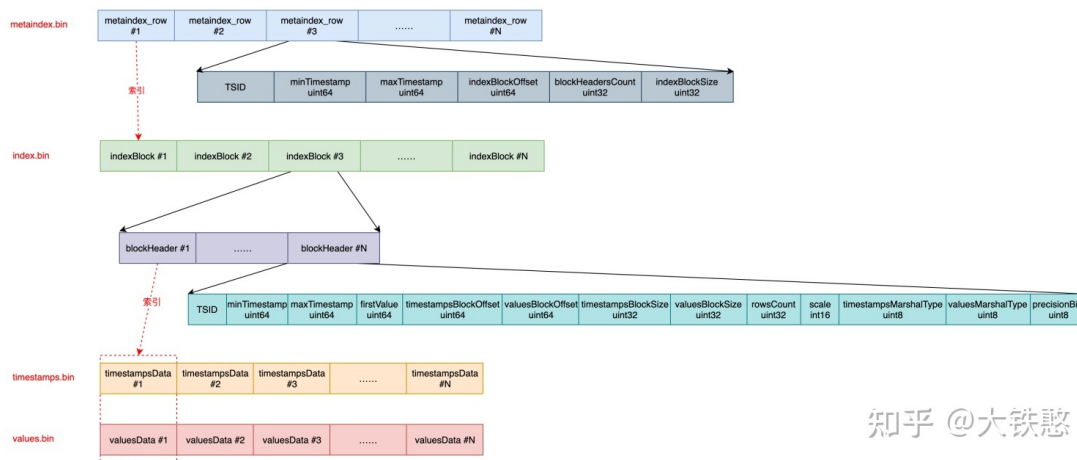 metaindex.bin
metaindex_row #1
metaindex_row #2
metaindex_row #3
......
metaindex_row #N
TSID
minTimestamp uint64
maxTimestamp uint64
indexBlockOffset uint64
blockHeadersCount uint32
indexBlockSize uint32
索引
index.bin
indexBlock #1
indexBlock #2
indexBlock #3
......
indexBlock #N
blockHeader #1
......
blockHeader #N
索引
TSID
minTimestamp uint64
maxTimestamp uint64
firstValue uint64
timestampsBlockOffset uint64
valuesBlockOffset uint64
timestampsBlockSize uint32
valuesBlockSize uint32
rowsCount uint32
scale int16
timestampsMarshalType uint8
valuesMarshalType uint8
precisionBi uint8
timestamps.bin
timestampsData #1
timestampsData #2
timestampsData #3
......
timestampsData #N
values.bin
valuesData #1
valuesData #2
valuesData #3
......
valuesData #N
知乎 @大铁憨